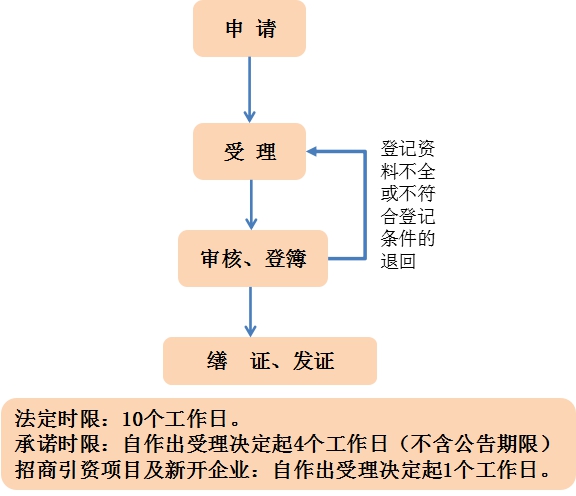 申 请
受 理
登记资
料不全
或不符
合登记
条件的
退回
审核、登簿
缮 证、发证
法定时限：10个工作日。
承诺时限：自作出受理决定起4个工作日（不含公告期限）
招商引资项目及新开企业：自作出受理决定起1个工作日。